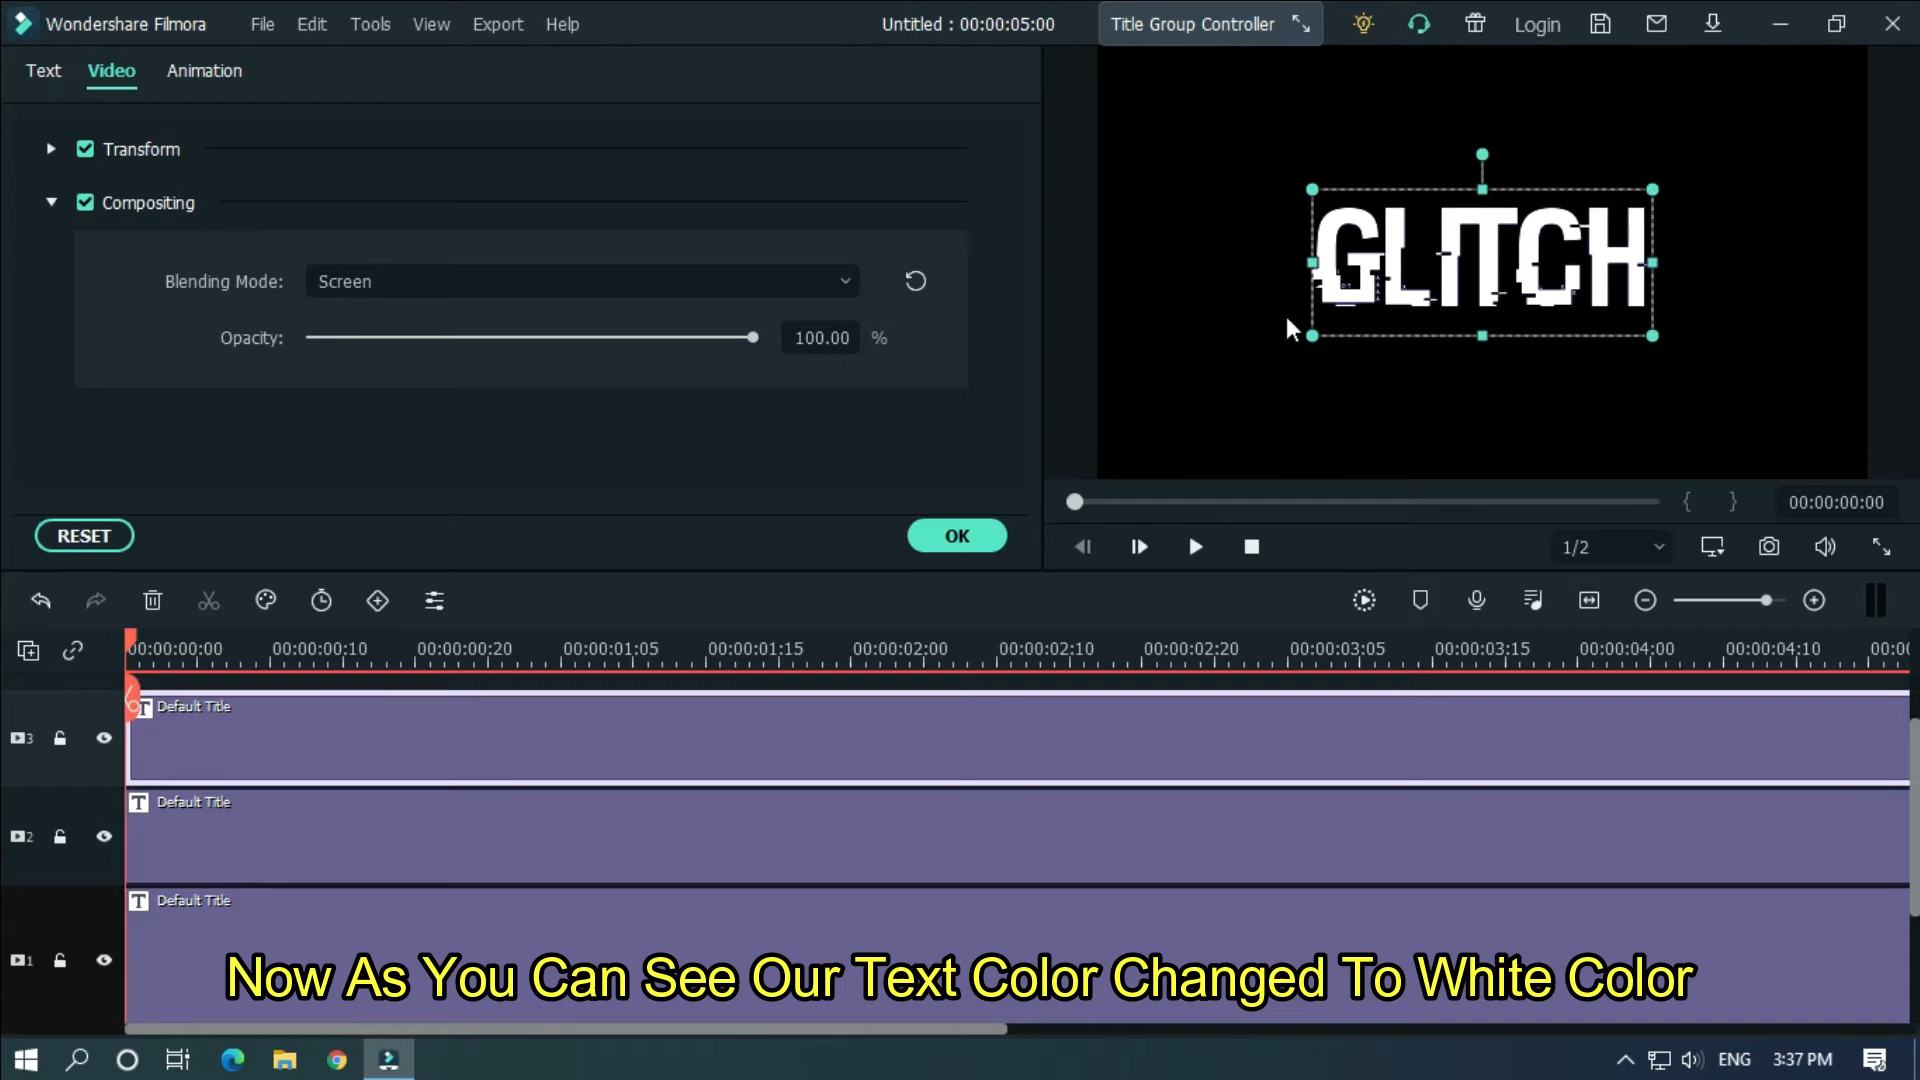 Wondershare Filmora File Edit Tools View Export Help Untitled : 00:00:05:00 Title Group Controller Login
Text Video Animation
Transform
Compositing
Blending Mode: Screen
Opacity: 100.00 %
RESET OK
GLITCH
{ } 00:00:00:00
1/2
00:00:00:00 00:00:00:10 00:00:00:20 00:00:01:05 00:00:01:15 00:00:02:00 00:00:02:10 00:00:02:20 00:00:03:05 00:00:03:15 00:00:04:00 00:00:04:10
3 T Default Title
2 T Default Title
1 T Default Title
Now As You Can See Our Text Color Changed To White Color
ENG 3:37 PM